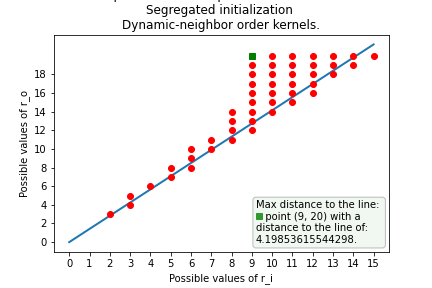 Segregated initialization
Dynamic-neighbor order kernels.
Possible values of r_o
18
16
14
12
10
8
6
4
2
0
Max distance to the line:
point (9, 20) with a
distance to the line of:
4.19853615544298.
0 1 2 3 4 5 6 7 8 9 10 11 12 13 14 15
Possible values of r_i